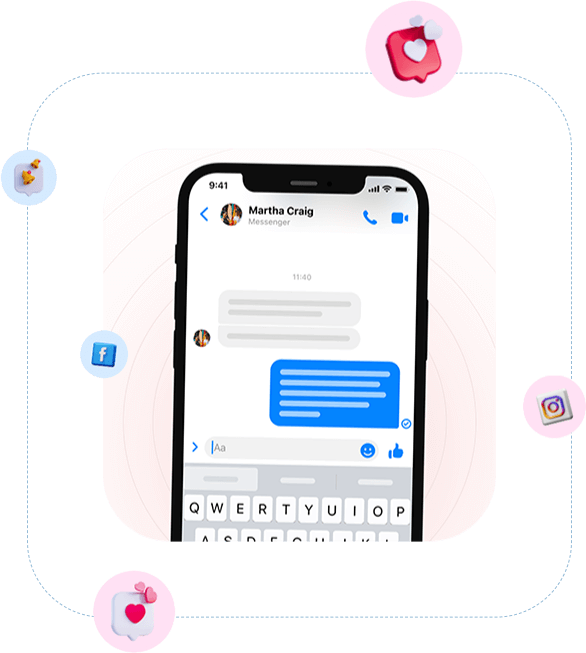 9:41
Martha Craig
Messenger
11:40
Aa
Q W E R T Y U I O P
A S D F G H J K L
f